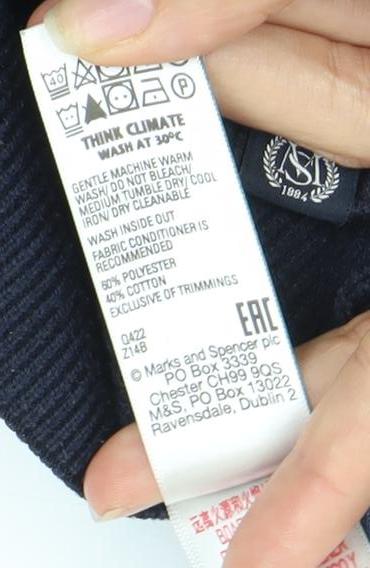 40
P
THINK CLIMATE
WASH AT 30°C
GENTLE MACHINE WARM
WASH/ DO NOT BLEACH/
MEDIUM TUMBLE DRY/ COOL
IRON/ DRY CLEANABLE
WASH INSIDE OUT
FABRIC CONDITIONER IS
RECOMMENDED
60% POLYESTER
40% COTTON
EXCLUSIVE OF TRIMMINGS
EAC
Q422
Z14B
© Marks and Spencer plc
PO Box 3339
Chester CH99 9QS
M&S, PO Box 13022
Ravensdale, Dublin 2
1884